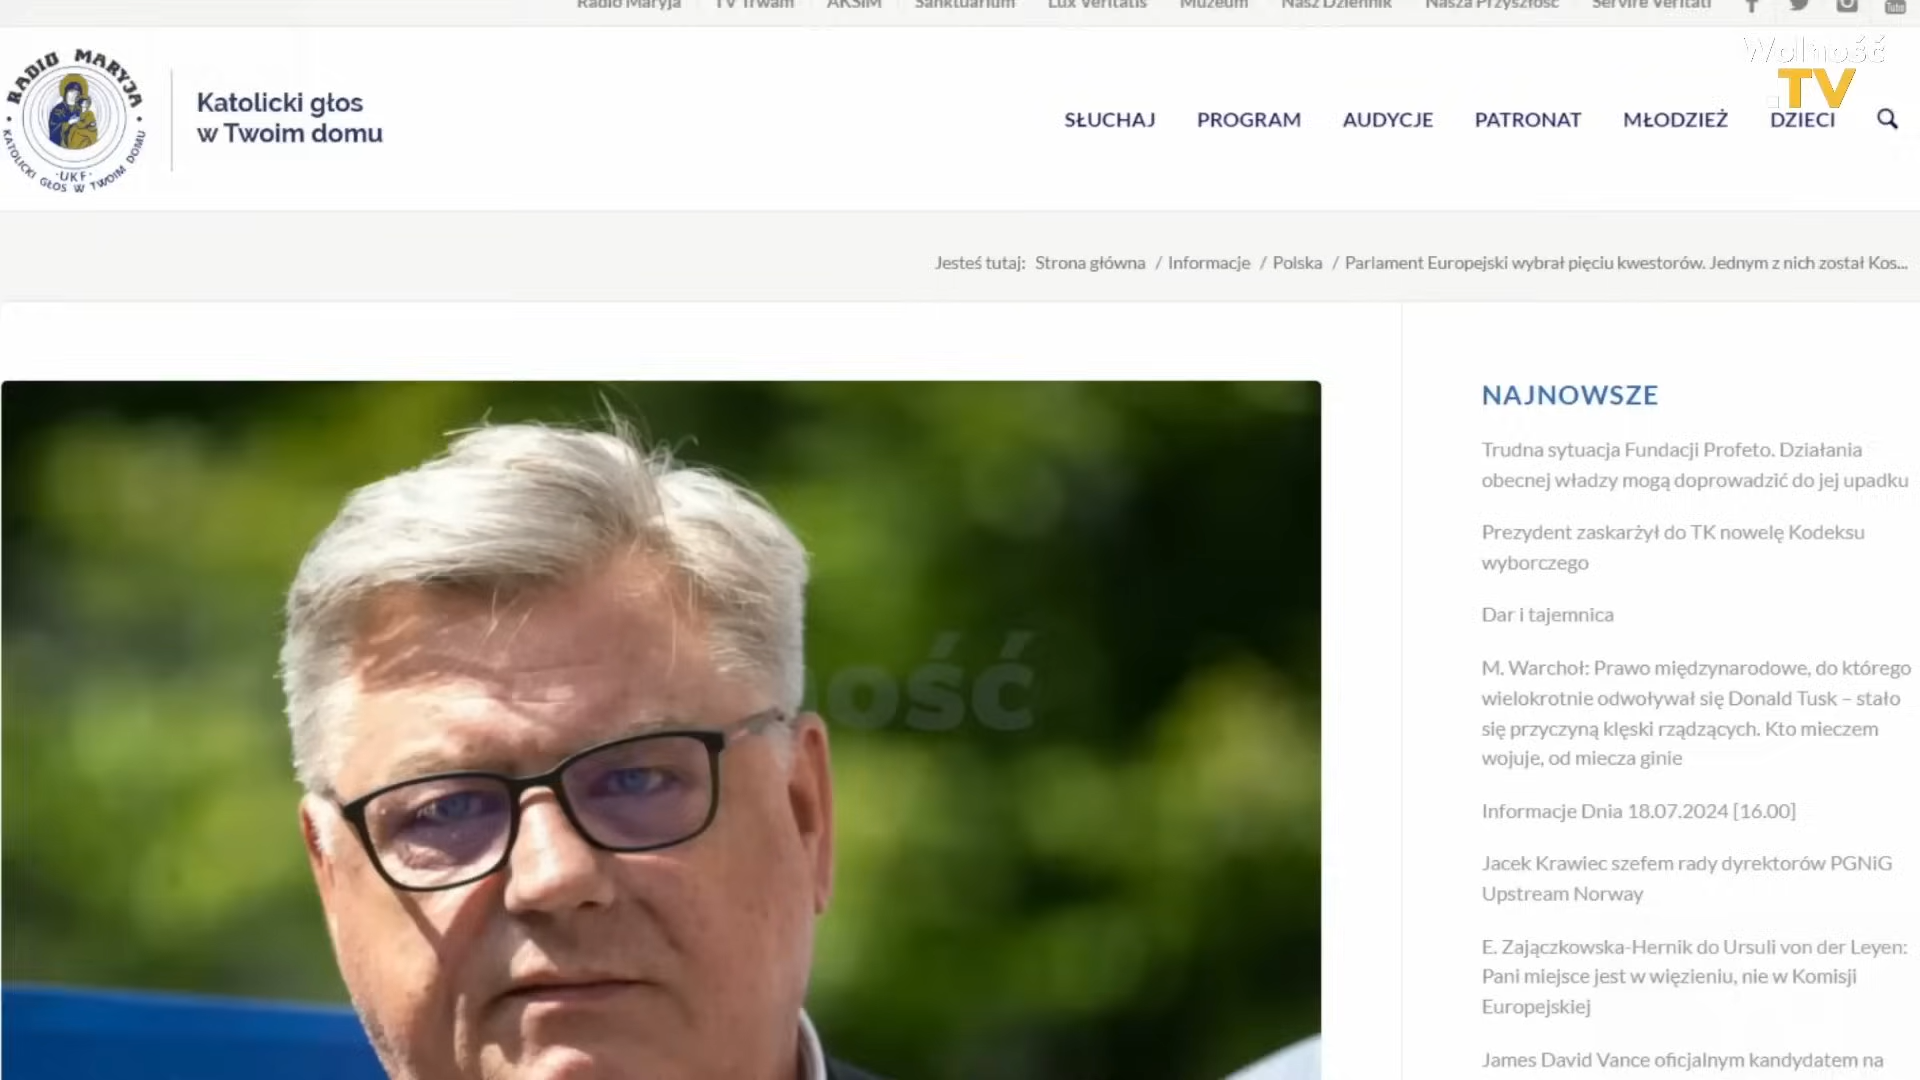 Radio Maryja TV Trwam AKSiM Sanktuarium Lux Veritatis Muzeum Nasz Dziennik Nasza Przyszłość Servire Veritati
Wolność
.TV
RADIO MARYJA
KATOLICKI GŁOS W TWOIM DOMU
·UKF·
Katolicki głos
w Twoim domu
SŁUCHAJ PROGRAM AUDYCJE PATRONAT MŁODZIEŻ DZIECI
Jesteś tutaj: Strona główna / Informacje / Polska / Parlament Europejski wybrał pięciu kwestorów. Jednym z nich został Kos...
NAJNOWSZE
Trudna sytuacja Fundacji Profeto. Działania
obecnej władzy mogą doprowadzić do jej upadku
Prezydent zaskarżył do TK nowelę Kodeksu
wyborczego
Dar i tajemnica
M. Warchoł: Prawo międzynarodowe, do którego
wielokrotnie odwoływał się Donald Tusk – stało
się przyczyną klęski rządzących. Kto mieczem
wojuje, od miecza ginie
Informacje Dnia 18.07.2024 [16.00]
Jacek Krawiec szefem rady dyrektorów PGNiG
Upstream Norway
E. Zajączkowska-Hernik do Ursuli von der Leyen:
Pani miejsce jest w więzieniu, nie w Komisji
Europejskiej
James David Vance oficjalnym kandydatem na